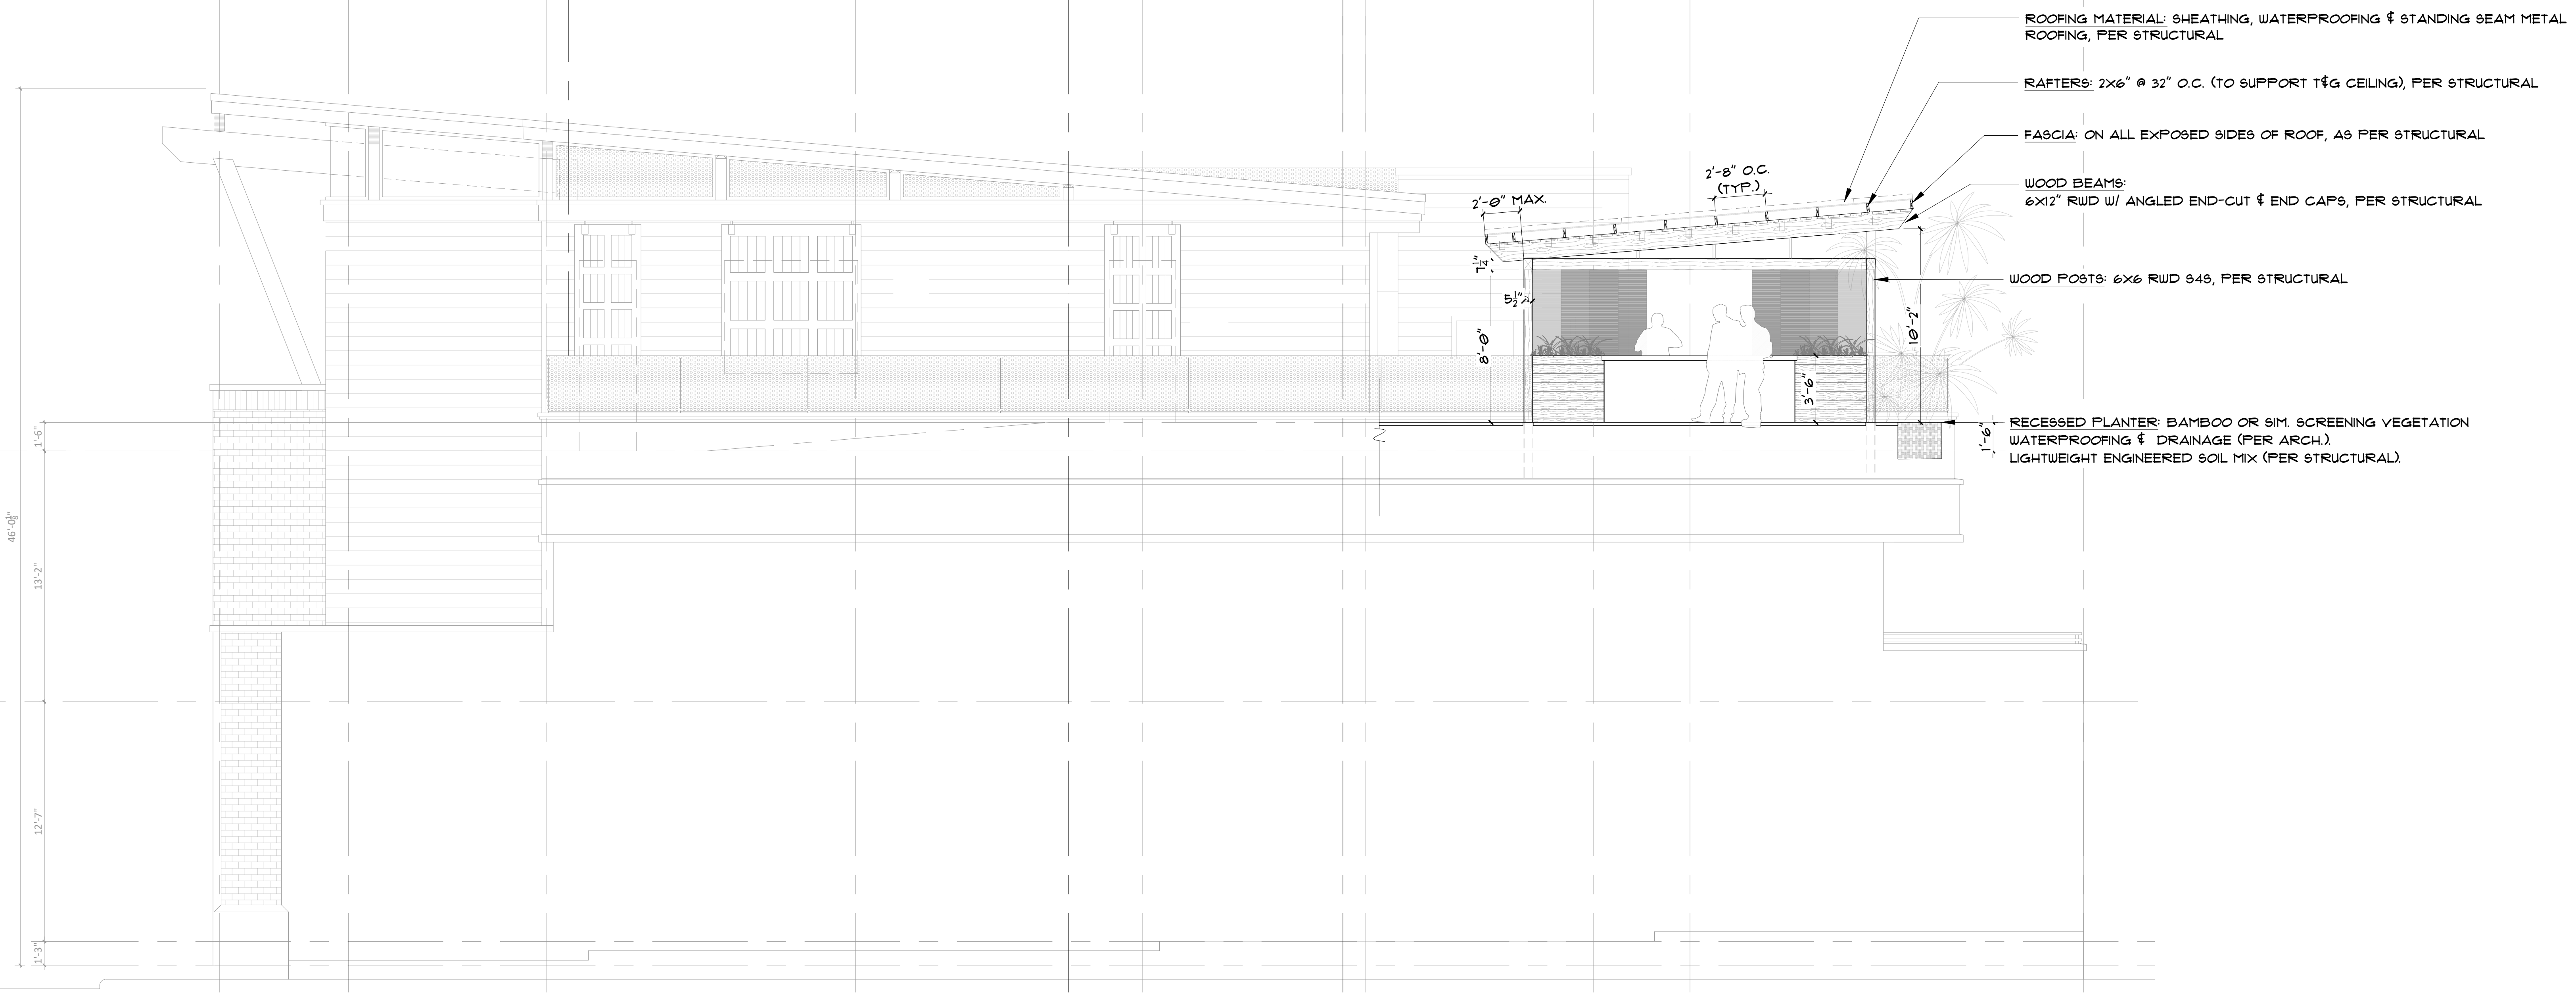 ROOFING MATERIAL: SHEATHING, WATERPROOFING & STANDING SEAM METAL
ROOFING, PER STRUCTURAL
RAFTERS: 2X6" @ 32" O.C. (TO SUPPORT T&G CEILING), PER STRUCTURAL
FASCIA: ON ALL EXPOSED SIDES OF ROOF, AS PER STRUCTURAL
WOOD BEAMS:
6X12" RWD W/ ANGLED END-CUT & END CAPS, PER STRUCTURAL
2'-8" O.C.
(TYP.)
2'-0" MAX.
7 1/4"
5 1/2"
8'-0"
3'-6"
10'-2"
WOOD POSTS: 6X6 RWD S4S, PER STRUCTURAL
1'-6"
RECESSED PLANTER: BAMBOO OR SIM. SCREENING VEGETATION
WATERPROOFING & DRAINAGE (PER ARCH.).
LIGHTWEIGHT ENGINEERED SOIL MIX (PER STRUCTURAL).
1'-6"
46'-0 1/8"
13'-2"
12'-7"
1'-3"